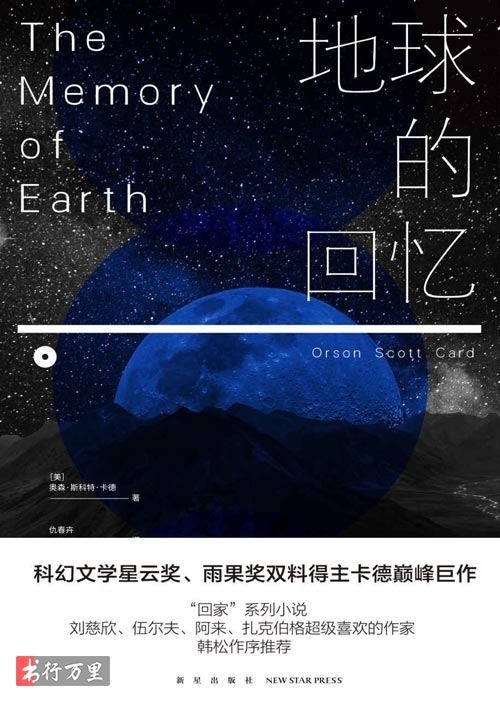 The
Memory
of
Earth
地球
的
回忆
Orson Scott Card
[美]
奥森·斯科特·卡德
著
仇春卉
科幻文学星云奖、雨果奖双料得主卡德巅峰巨作
“回家”系列小说
刘慈欣、伍尔夫、阿来、扎克伯格超级喜欢的作家
韩松作序推荐
书行万里
新星出版社 NEW STAR PRESS